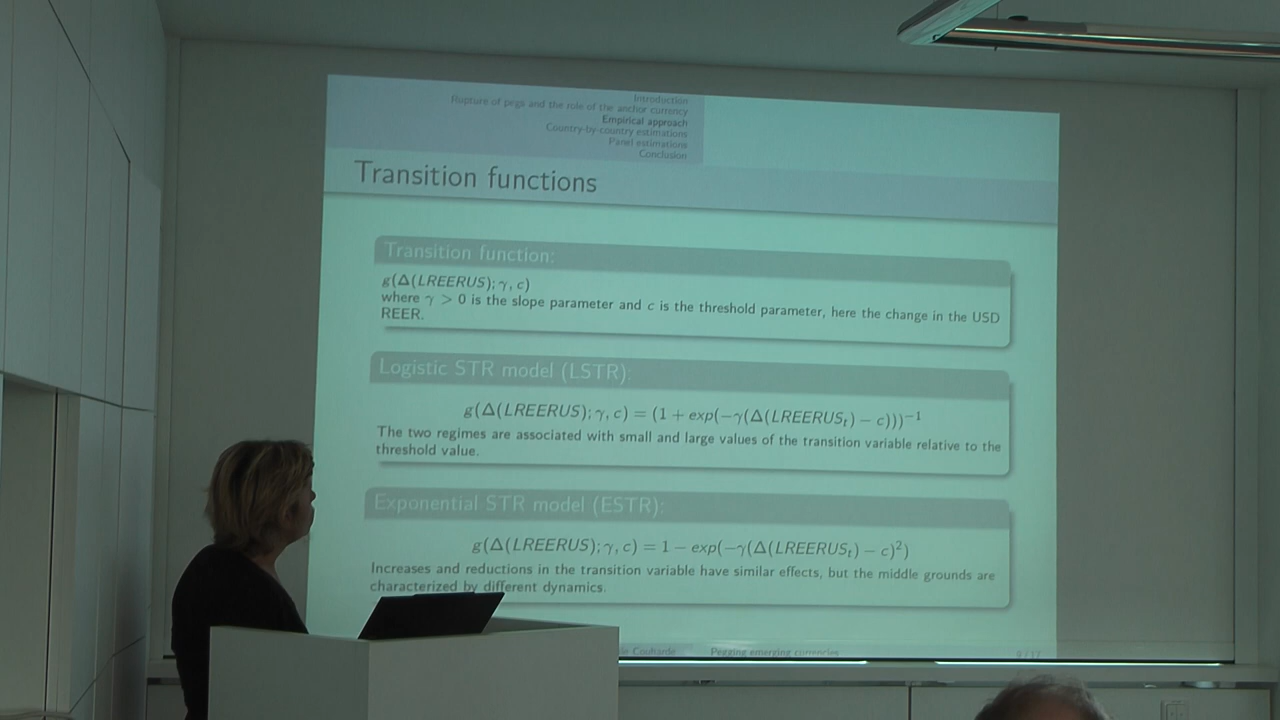 Introduction
Rupture of pegs and the role of the anchor currency
Empirical approach
Country-by-country estimations
Panel estimations
Conclusion
Transition functions
Transition function:
g(Δ(LREERUS); γ, c)
where γ > 0 is the slope parameter and c is the threshold parameter, here the change in the USD
REER.
Logistic STR model (LSTR):
g(Δ(LREERUS); γ, c) = (1 + exp(−γ(Δ(LREERUSₜ) − c)))⁻¹
The two regimes are associated with small and large values of the transition variable relative to the
threshold value.
Exponential STR model (ESTR):
g(Δ(LREERUS); γ, c) = 1 − exp(−γ(Δ(LREERUSₜ) − c)²)
Increases and reductions in the transition variable have similar effects, but the middle grounds are
characterized by different dynamics.
Couharde Pegging emerging currencies 9 / 17